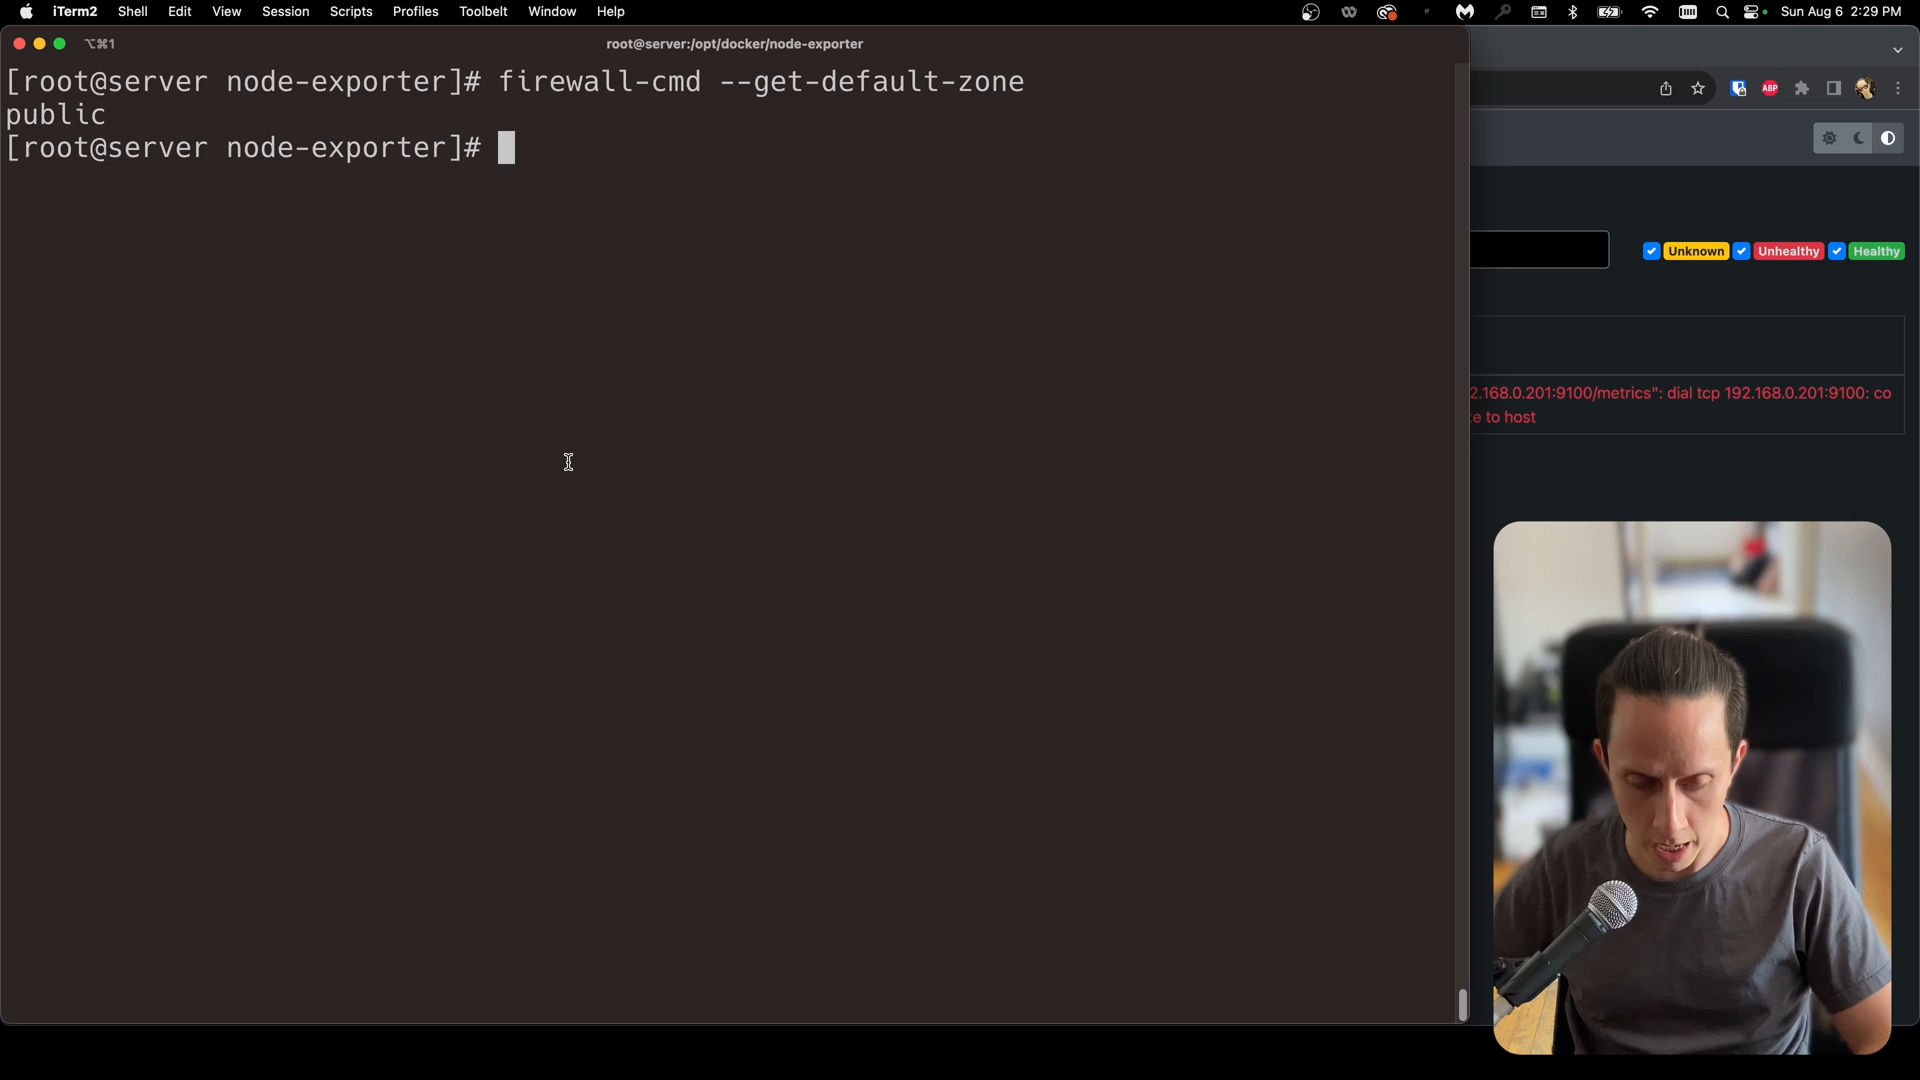 iTerm2 Shell Edit View Session Scripts Profiles Toolbelt Window Help Sun Aug 6 2:29 PM
⌥⌘1 root@server:/opt/docker/node-exporter
[root@server node-exporter]# firewall-cmd --get-default-zone
public
[root@server node-exporter]#
ABP
Unknown Unhealthy Healthy
2.168.0.201:9100/metrics": dial tcp 192.168.0.201:9100: co
e to host